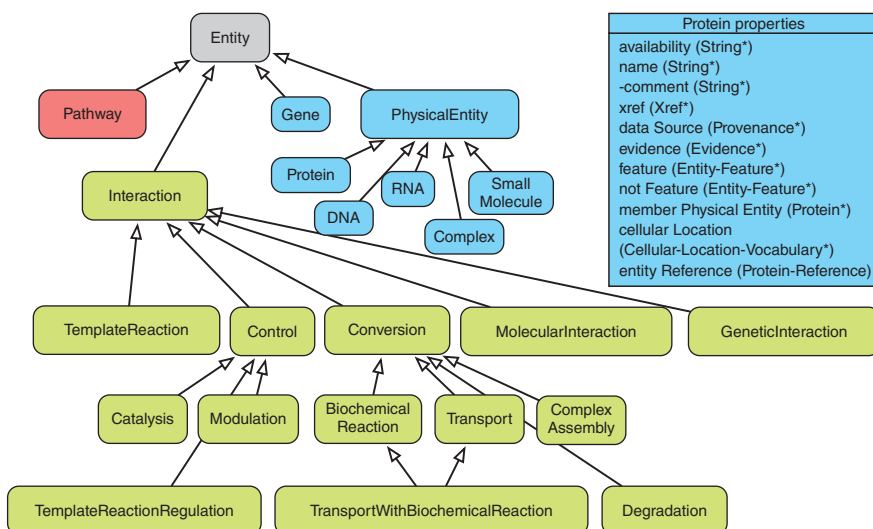 Entity
Protein properties
availability (String*)
name (String*)
-comment (String*)
xref (Xref*)
data Source (Provenance*)
evidence (Evidence*)
feature (Entity-Feature*)
not Feature (Entity-Feature*)
member Physical Entity (Protein*)
cellular Location
(Cellular-Location-Vocabulary*)
entity Reference (Protein-Reference)
Pathway
Gene
PhysicalEntity
Protein
RNA
Small
Molecule
Interaction
DNA
Complex
TemplateReaction
Control
Conversion
MolecularInteraction
GeneticInteraction
Catalysis
Modulation
Biochemical
Reaction
Transport
Complex
Assembly
TemplateReactionRegulation
TransportWithBiochemicalReaction
Degradation